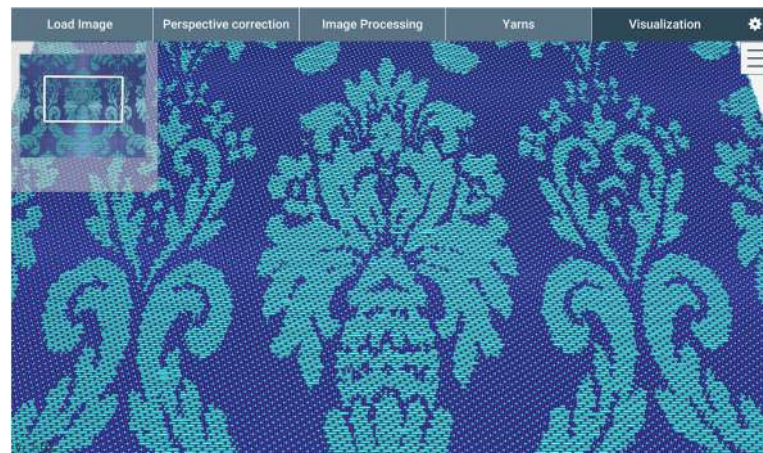 Load Image
Perspective correction
Image Processing
Yarns
Visualization